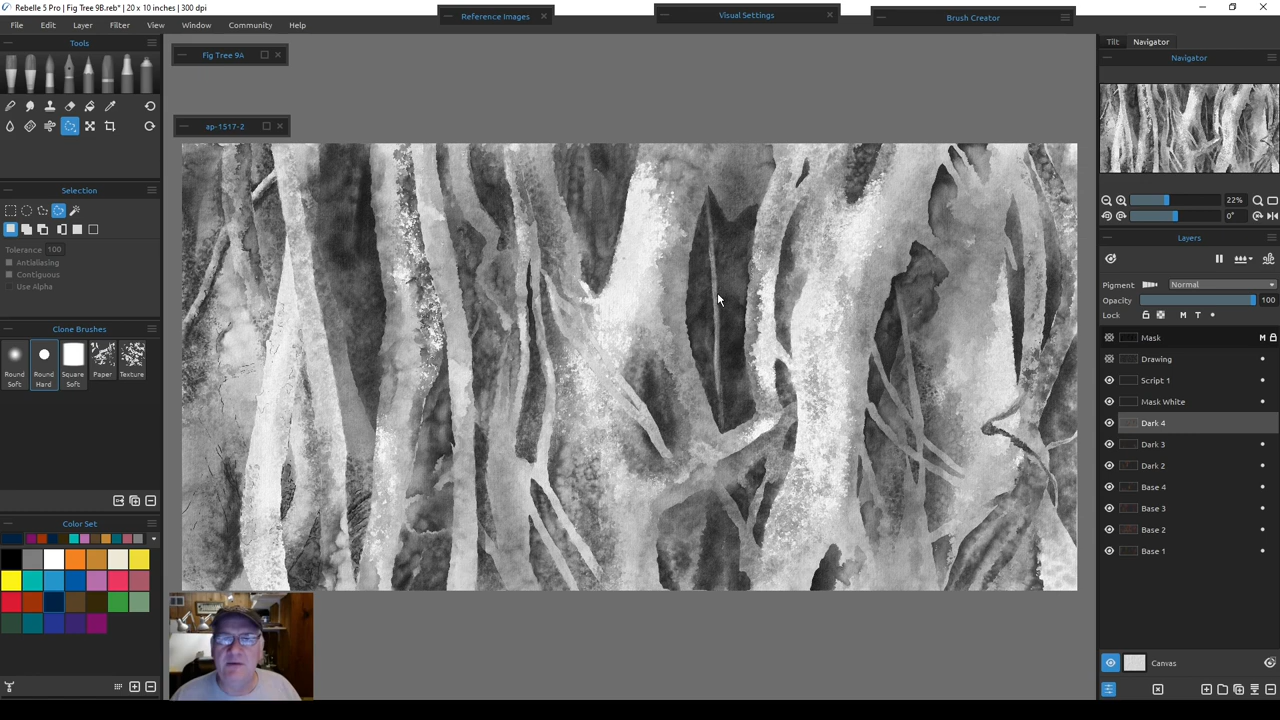 Rebelle 5 Pro | Fig Tree 9B.reb* | 20 x 10 inches | 300 dpi
File Edit Layer Filter View Window Community Help
Reference Images
Visual Settings
Brush Creator
Tools
Fig Tree 9A
ap-1517-2
Selection
Tolerance 100
Antialiasing
Contiguous
Use Alpha
Clone Brushes
Round Soft
Round Hard
Square Soft
Paper
Texture
Color Set
Tilt Navigator
Navigator
22%
0°
Layers
Pigment Normal
Opacity 100
Lock M T
Mask M
Drawing
Script 1
Mask White
Dark 4
Dark 3
Dark 2
Base 4
Base 3
Base 2
Base 1
Canvas